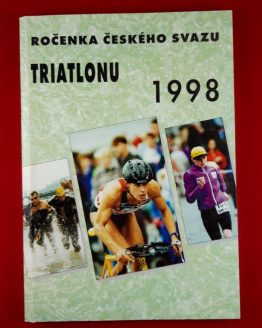 ROČENKA ČESKÉHO SVAZU
TRIATLONU
1998